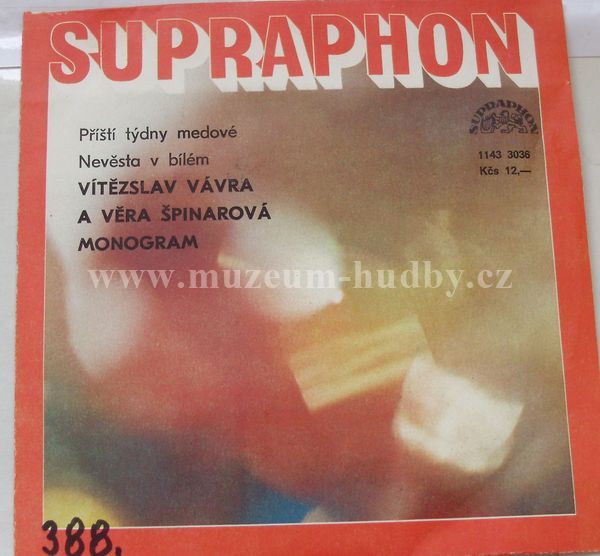 SUPRAPHON
SUPRAPHON
1143 3036
Kčs 12,—
Příští týdny medové
Nevěsta v bílém
VÍTĚZSLAV VÁVRA
A VĚRA ŠPINAROVÁ
MONOGRAM
www.muzeum-hudby.cz
388.